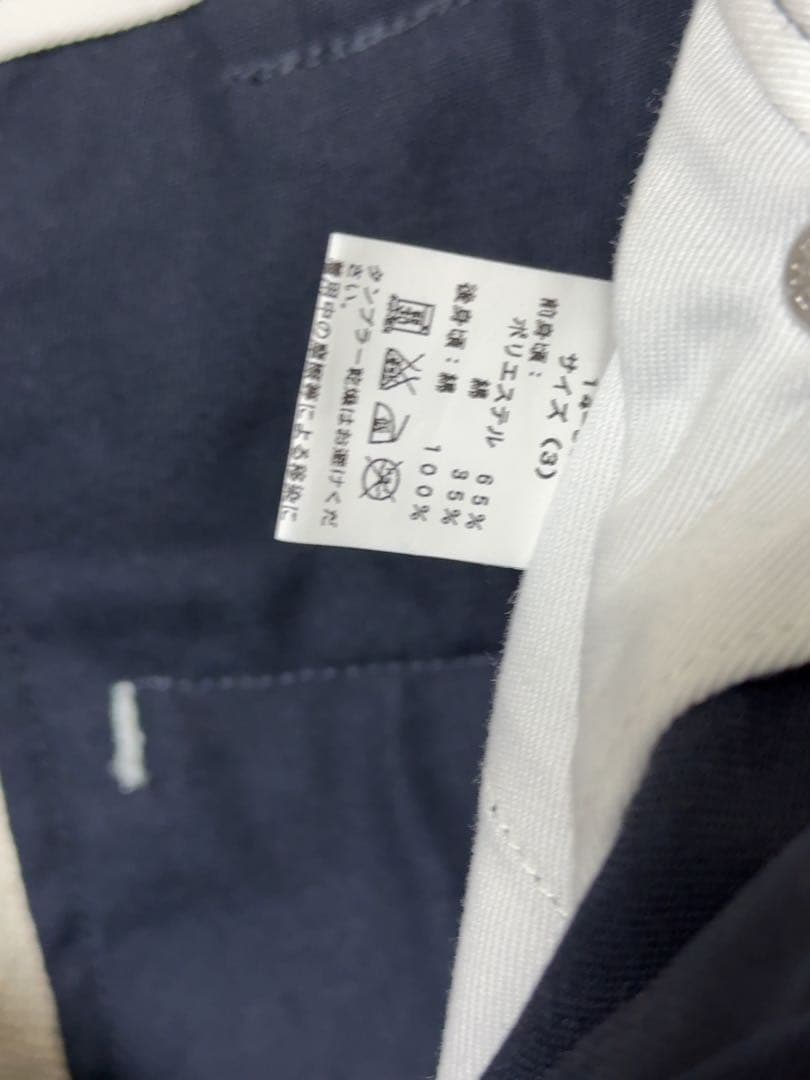 サイズ(3)
前身頃:
ポリエステル 65%
綿 35%
後身頃:綿 100%
タンブラー乾燥はお避けくだ
さい。
着用中の摩擦等による移染に